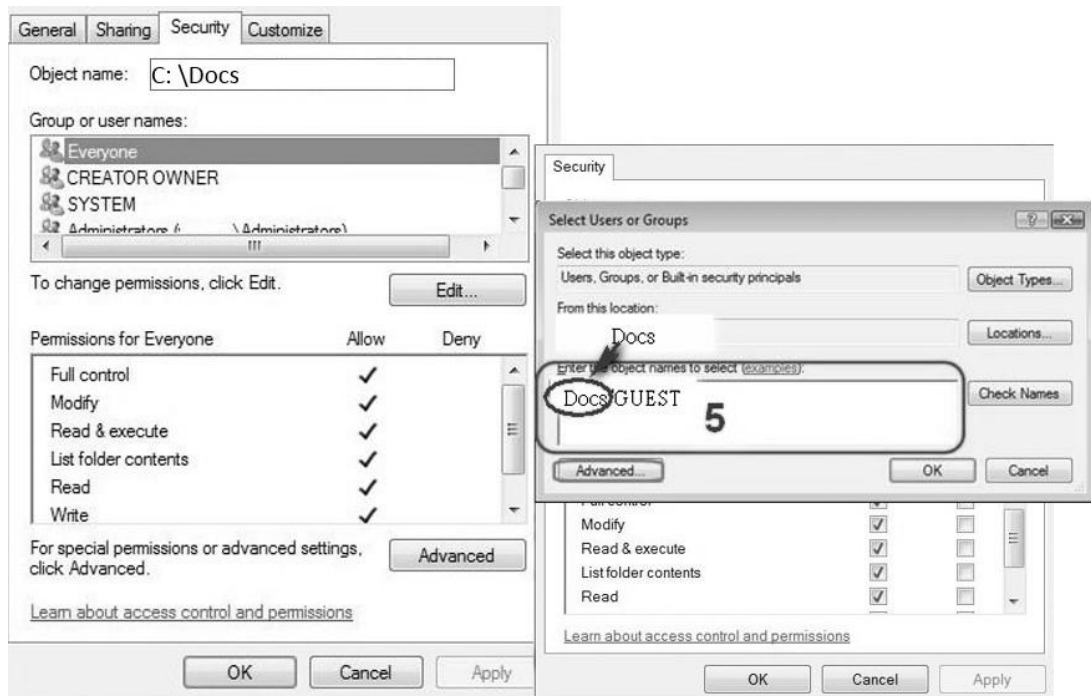 General Sharing Security Customize
Object name: C: \Docs
Group or user names:
Everyone
CREATOR OWNER
SYSTEM
Administrators ( \Administrators)
To change permissions, click Edit.
Edit...
Permissions for Everyone Allow Deny
Full control
Modify
Read & execute
List folder contents
Read
Write
For special permissions or advanced settings,
click Advanced.
Advanced
Learn about access control and permissions
OK Cancel Apply
Security
Select Users or Groups
Select this object type:
Users, Groups, or Built-in security principals
Object Types...
From this location:
Docs
Locations...
Enter the object names to select (examples):
Docs\GUEST
5
Check Names
Advanced...
OK Cancel
Full control
Modify
Read & execute
List folder contents
Read
Learn about access control and permissions
OK Cancel Apply